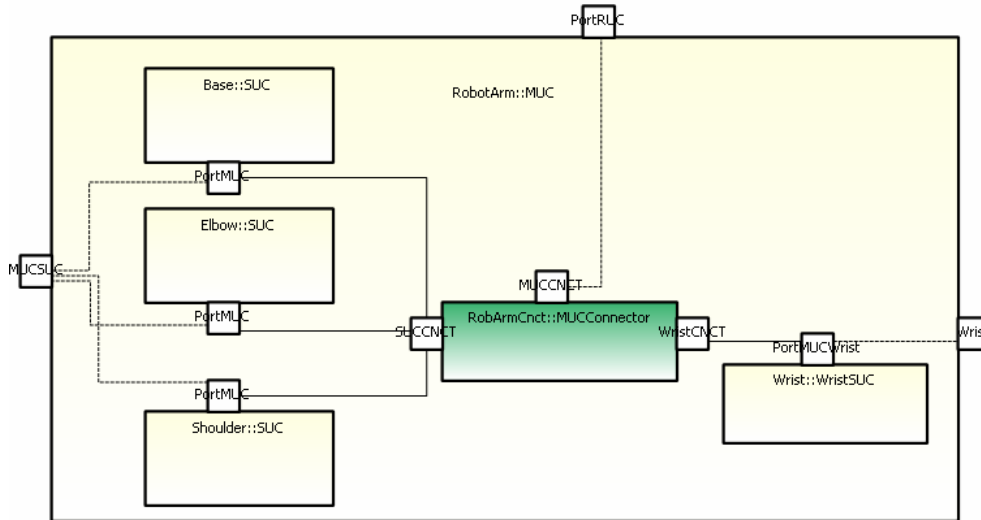 PortRUC
Base::SUC
RobotArm::MUC
PortMUC
Elbow::SUC
MUCSUC
MUCCNCT
PortMUC
RobArmCnct::MUCConnector
SUCCNCT
WristCNCT
Wris
PortMUCWrist
Wrist::WristSUC
PortMUC
Shoulder::SUC